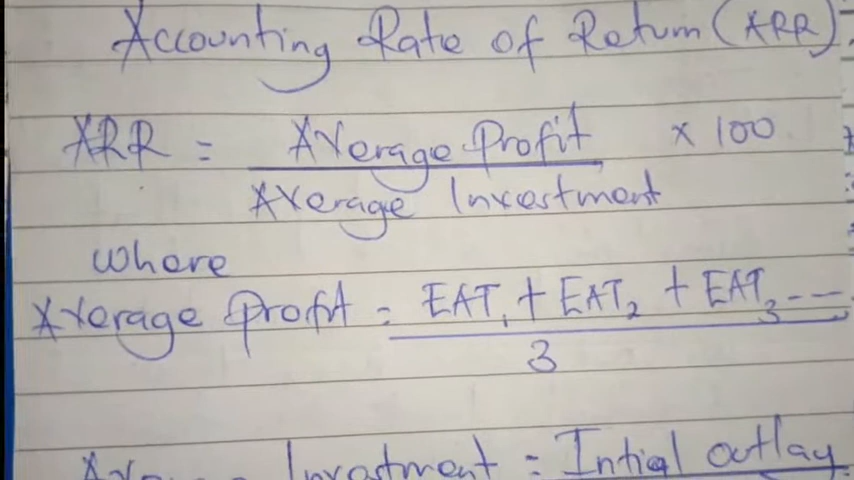 Accounting Rate of Return (ARR)
ARR = Average Profit x 100
Average Investment
where
Average Profit = EAT1 + EAT2 + EAT3 ---
3
Investment = Intial outlay